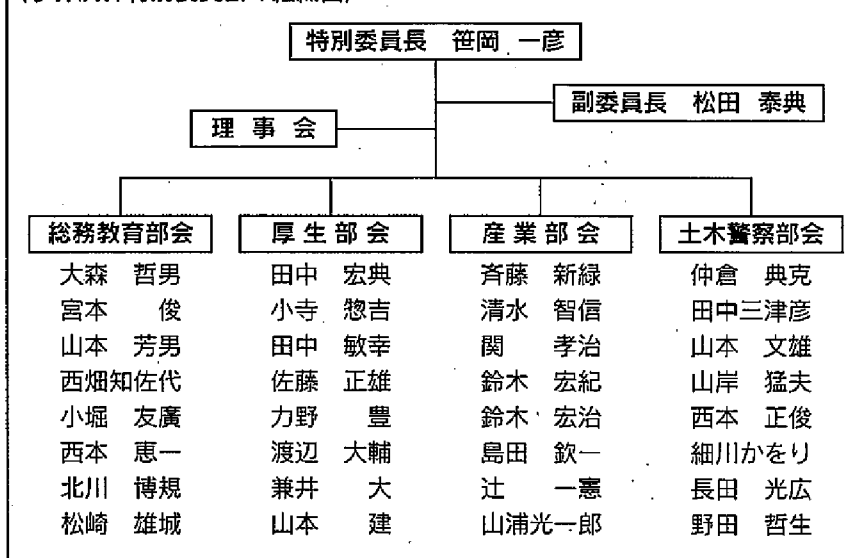 特別委員長 笹岡 一彦
副委員長 松田 泰典
理事会
総務教育部会 厚生部会 産業部会 土木警察部会
大森 哲男 田中 宏典 斉藤 新緑 仲倉 典克
宮本 俊 小寺 惣吉 清水 智信 田中三津彦
山本 芳男 田中 敏幸 関 孝治 山本 文雄
西畑知佐代 佐藤 正雄 鈴木 宏紀 山岸 猛夫
小堀 友廣 力野 豊 鈴木 宏治 西本 正俊
西本 恵一 渡辺 大輔 島田 欽一 細川かをり
北川 博規 兼井 大 辻 一憲 長田 光広
松崎 雄城 山本 建 山浦光一郎 野田 哲生